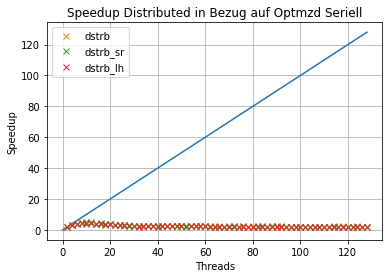 Speedup Distributed in Bezug auf Optmzd Seriell
dstrb
dstrb_sr
dstrb_lh
120
100
80
60
40
20
0
Speedup
0 20 40 60 80 100 120
Threads